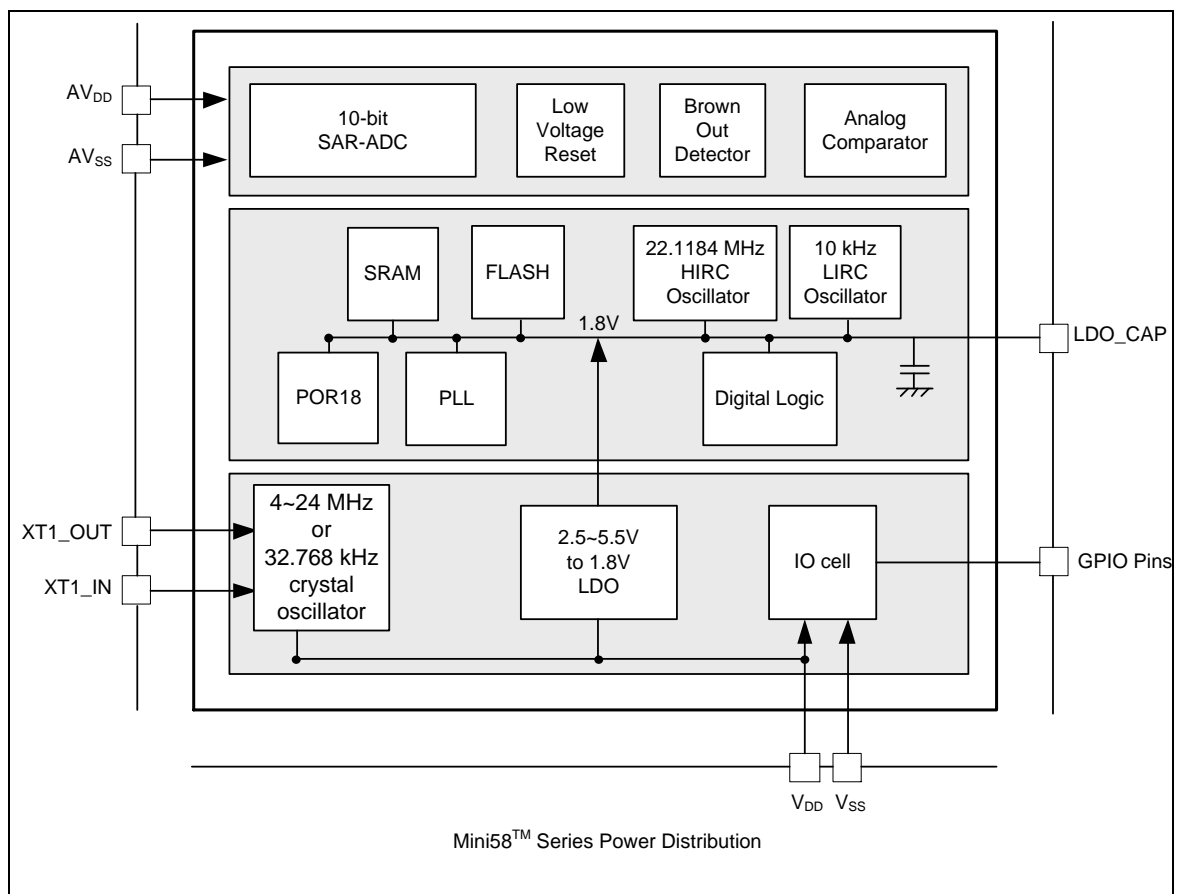 AVDD
AVSS
10-bit
SAR-ADC
Low
Voltage
Reset
Brown
Out
Detector
Analog
Comparator
SRAM
FLASH
22.1184 MHz
HIRC
Oscillator
10 kHz
LIRC
Oscillator
1.8V
LDO_CAP
POR18
PLL
Digital Logic
XT1_OUT
XT1_IN
4~24 MHz
or
32.768 kHz
crystal
oscillator
2.5~5.5V
to 1.8V
LDO
IO cell
GPIO Pins
VDD
VSS
Mini58TM Series Power Distribution